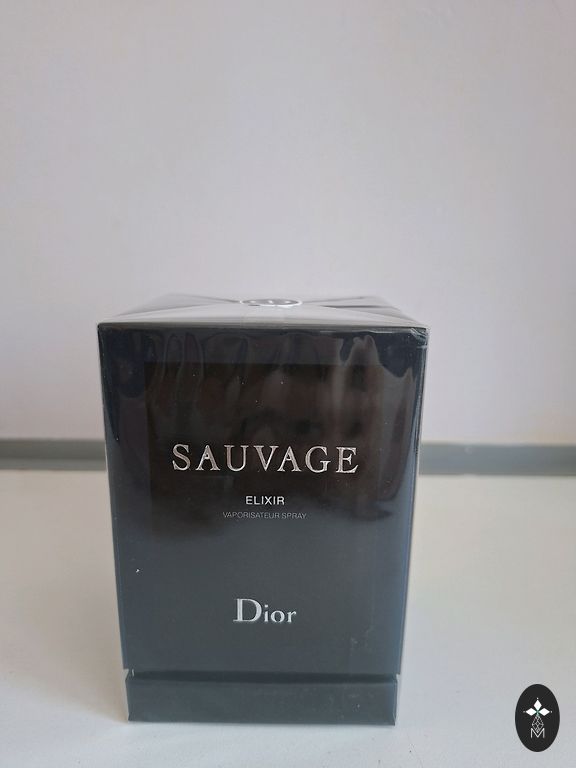 SAUVAGE
ELIXIR
VAPORISATEUR SPRAY
Dior
M